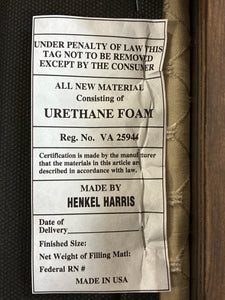 UNDER PENALTY OF LAW THIS
TAG NOT TO BE REMOVED
EXCEPT BY THE CONSUMER
ALL NEW MATERIAL
Consisting of
URETHANE FOAM
Reg. No. VA 25944
Certification is made by the manufacturer
that the materials in this article are
described in accordance with law.
MADE BY
HENKEL HARRIS
Date of
Delivery
Finished Size:
Net Weight of Filling Matl:
Federal RN #
MADE IN USA